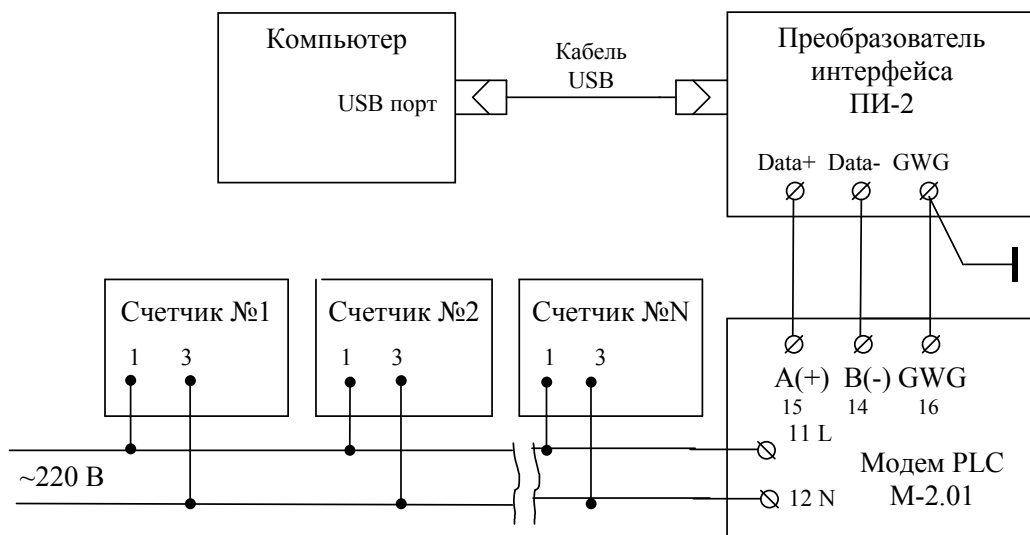 Компьютер
USB порт
Кабель
USB
Преобразователь
интерфейса
ПИ-2
Data+ Data- GWG
Счетчик №1
1 3
Счетчик №2
1 3
Счетчик №N
1 3
A(+) B(-) GWG
15 14 16
11 L
Модем PLC
М-2.01
12 N
~220 В